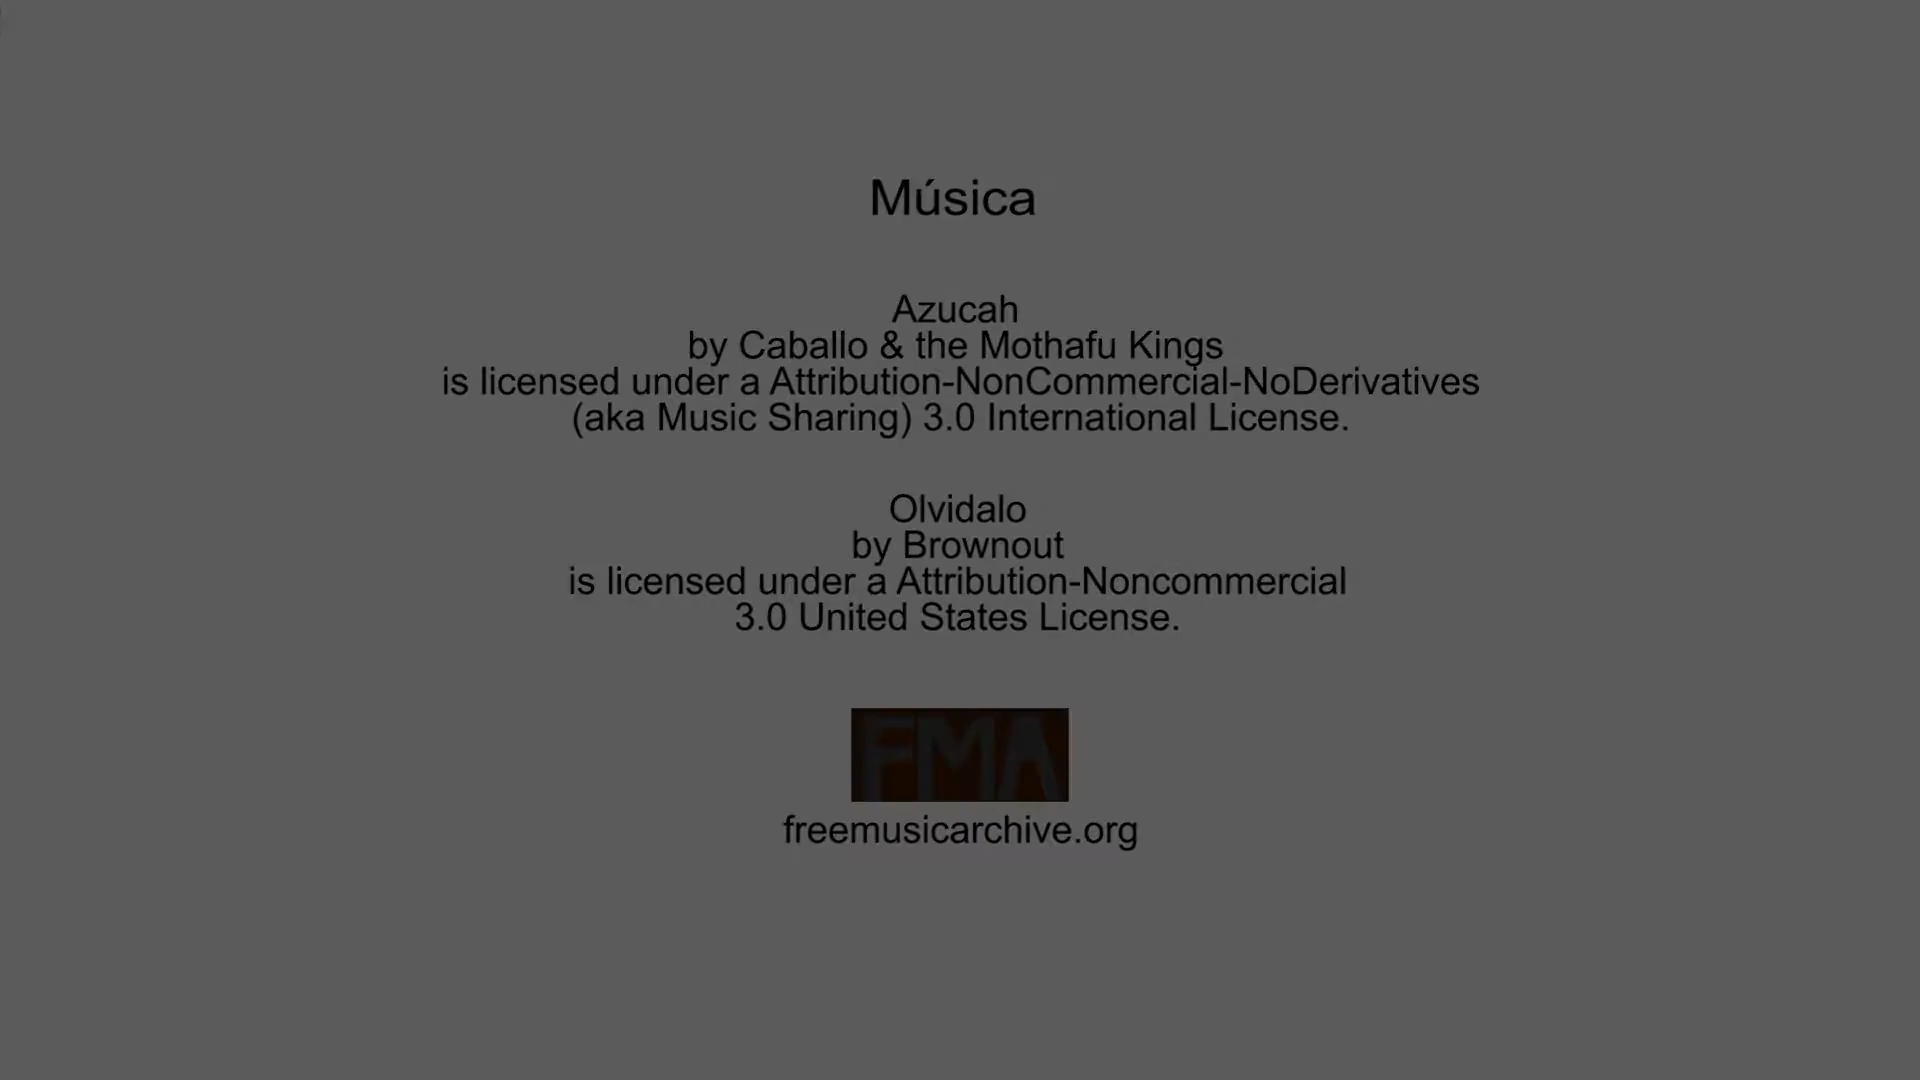 Música
Azucah
by Caballo & the Mothafu Kings
is licensed under a Attribution-NonCommercial-NoDerivatives
(aka Music Sharing) 3.0 International License.
Olvidalo
by Brownout
is licensed under a Attribution-Noncommercial
3.0 United States License.
FMA
freemusicarchive.org